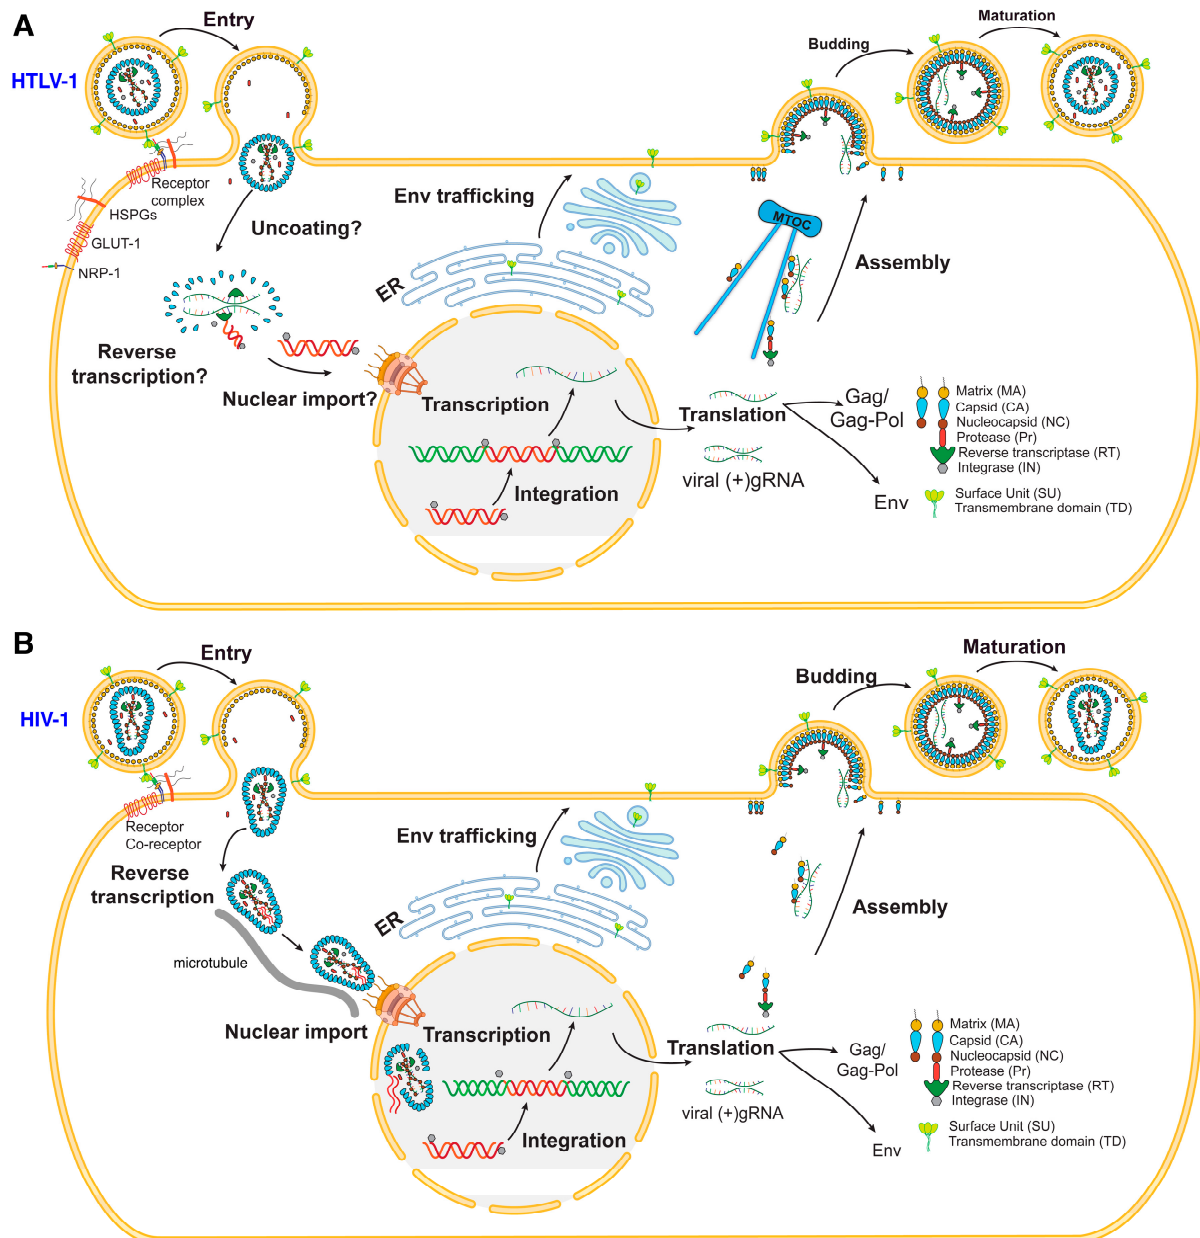 A
Entry
HTLV-1
Budding
Maturation
Receptor
complex
HSPGs
GLUT-1
NRP-1
Uncoating?
Env trafficking
ER
MTOC
Assembly
Reverse
transcription?
Nuclear import?
Transcription
Integration
Translation
viral (+)gRNA
Gag/
Gag-Pol
Env
Matrix (MA)
Capsid (CA)
Nucleocapsid (NC)
Protease (Pr)
Reverse transcriptase (RT)
Integrase (IN)
Surface Unit (SU)
Transmembrane domain (TD)
B
Entry
HIV-1
Budding
Maturation
Receptor
Co-receptor
Reverse
transcription
microtubule
Env trafficking
ER
Assembly
Nuclear import
Transcription
Integration
Translation
viral (+)gRNA
Gag/
Gag-Pol
Env
Matrix (MA)
Capsid (CA)
Nucleocapsid (NC)
Protease (Pr)
Reverse transcriptase (RT)
Integrase (IN)
Surface Unit (SU)
Transmembrane domain (TD)